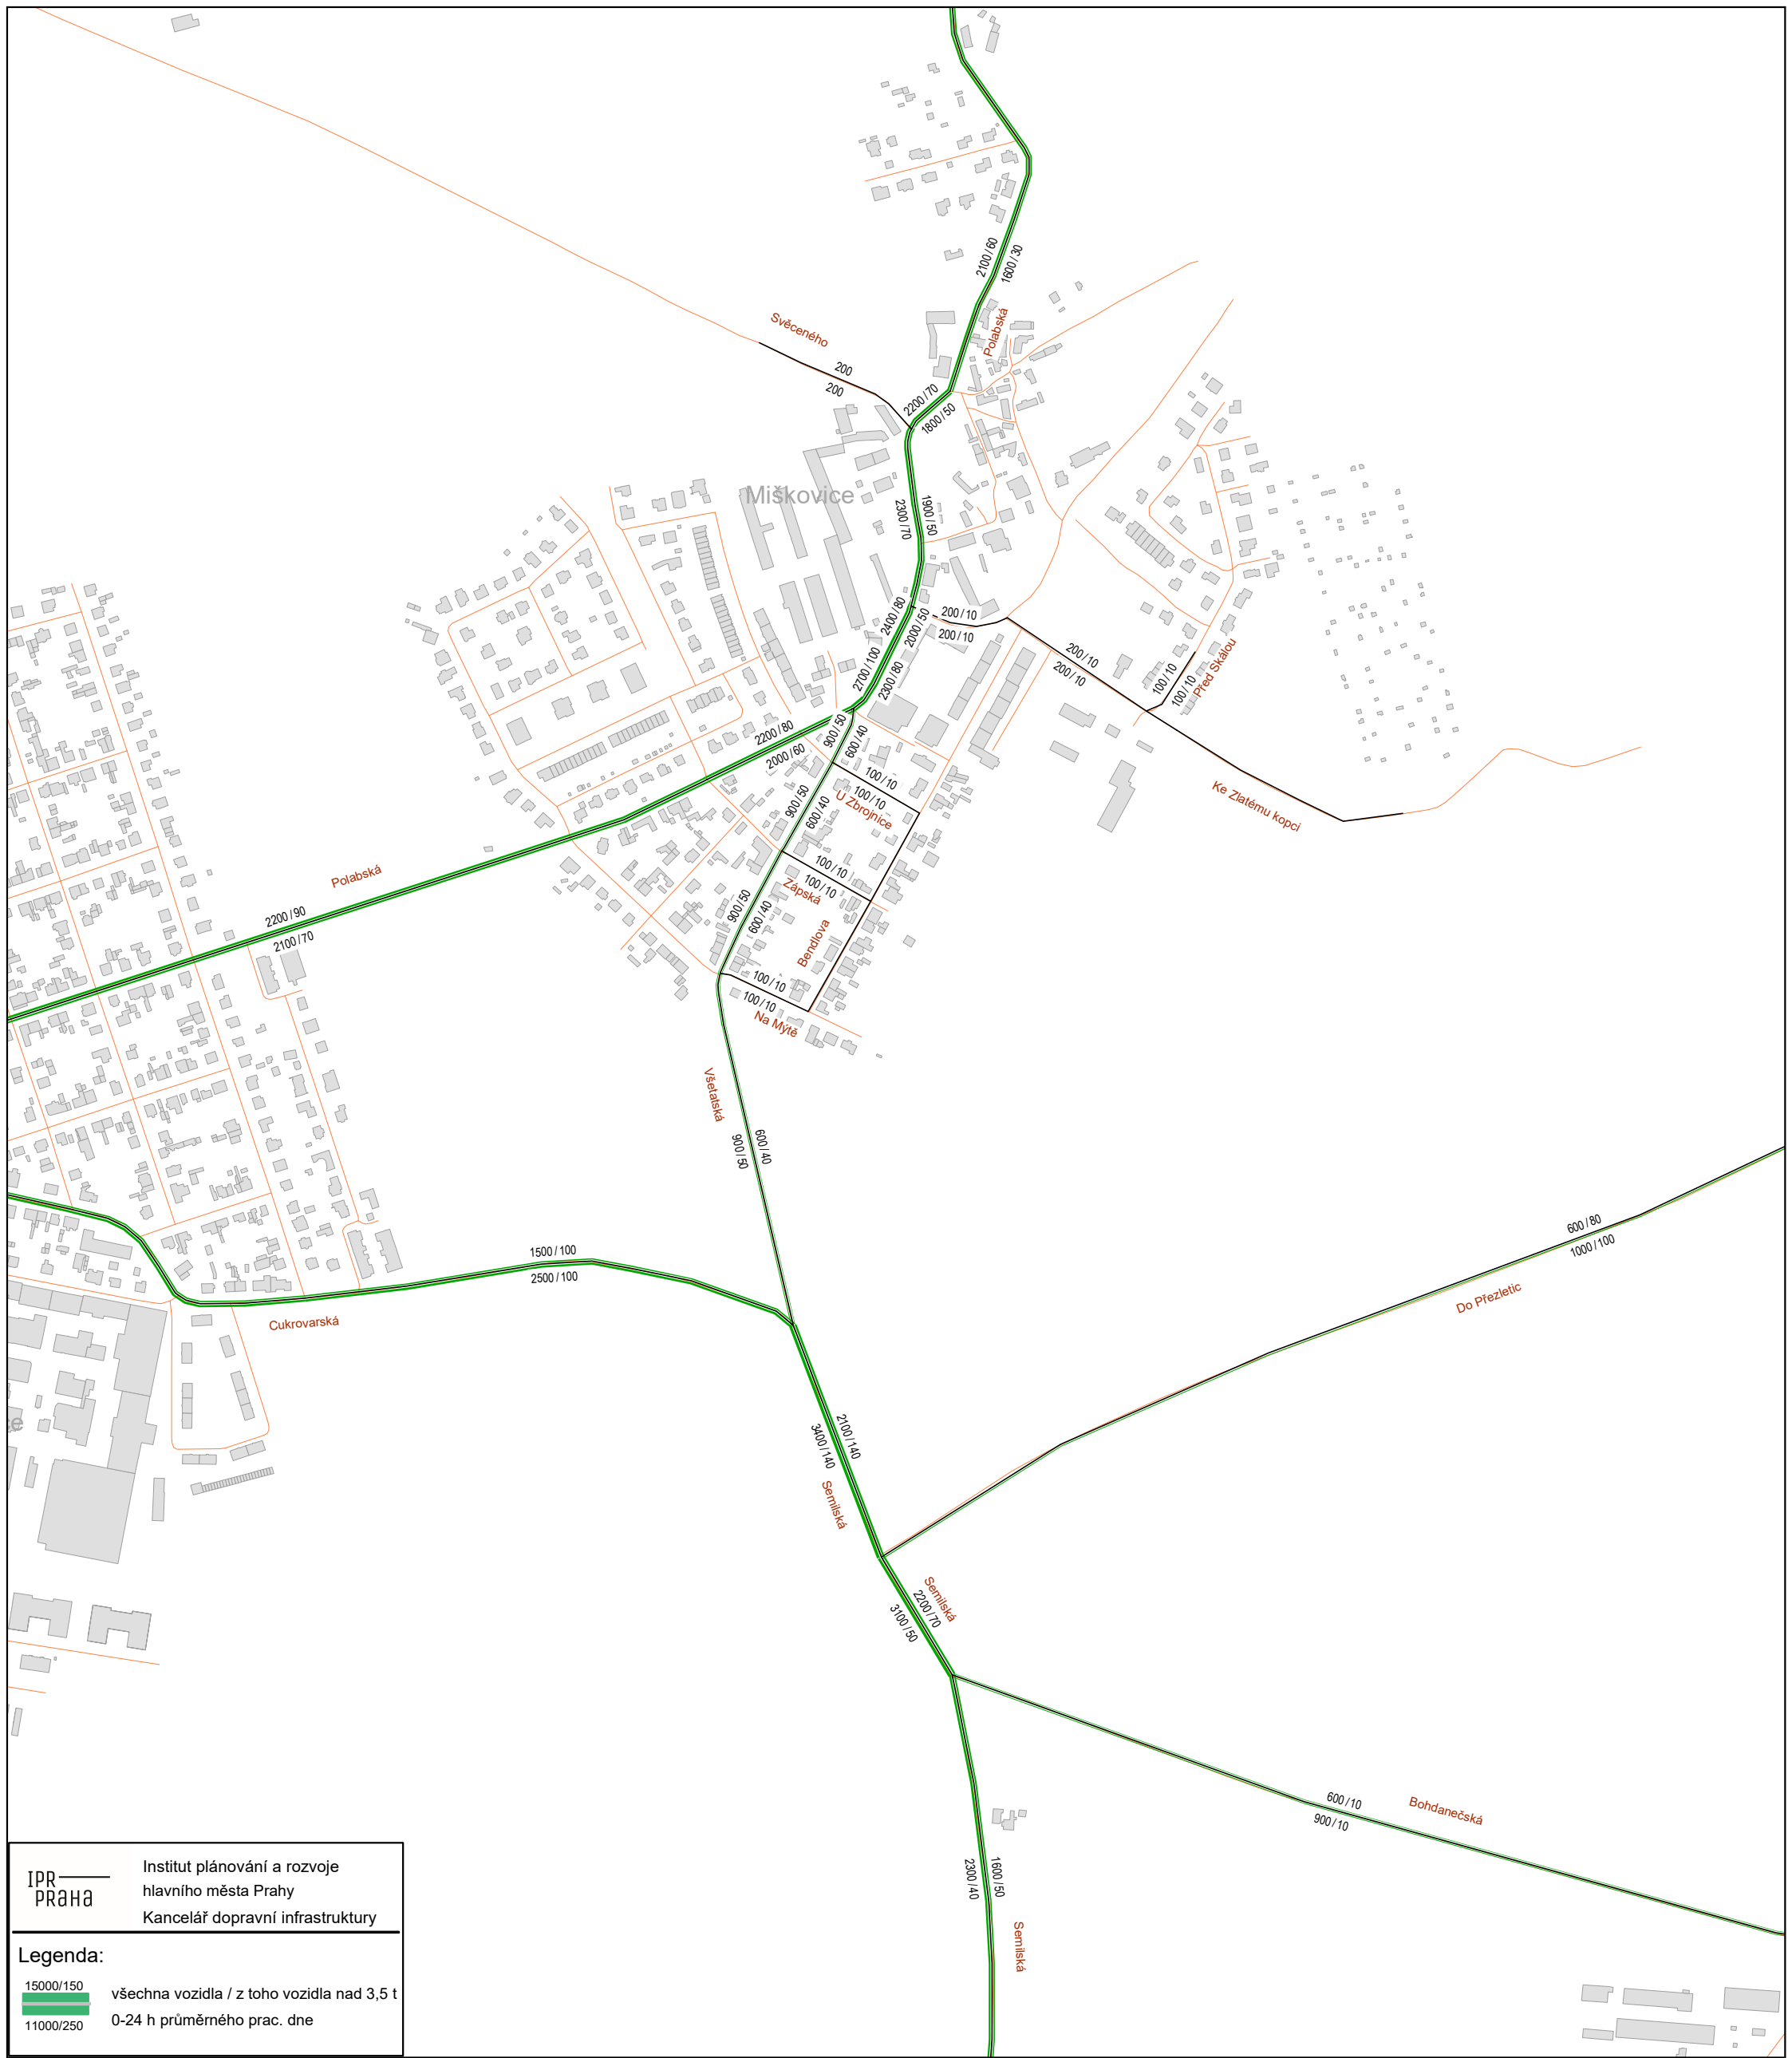 2100/60
1600/30
Polabská
Svěceného
200
200
2200/70
1800/50
Miškovice
1900/50
2300/70
2400/80
2000/50
200/10
200/10
2700/100
2300/80
200/10
200/10
100/10
100/10
Před Skálou
2200/80
2000/60
900/50
600/40
100/10
100/10
U Zbrojnice
Ke Zlatému kopci
900/50
600/40
Polabská
100/10
100/10
Zápská
2200/90
2100/70
900/50
600/40
Bendlova
100/10
100/10
Na Mýtě
Všetatská
600/40
900/50
600/80
1000/100
Do Přezletic
1500/100
2500/100
Cukrovarská
ce
2100/140
3400/140
Semilská
Semilská
2200/70
3100/50
600/10
900/10
Bohdanečská
1600/50
2300/40
Semilská
IPR
PRAHA
Institut plánování a rozvoje
hlavního města Prahy
Kancelář dopravní infrastruktury
Legenda:
15000/150
11000/250
všechna vozidla / z toho vozidla nad 3,5 t
0-24 h průměrného prac. dne